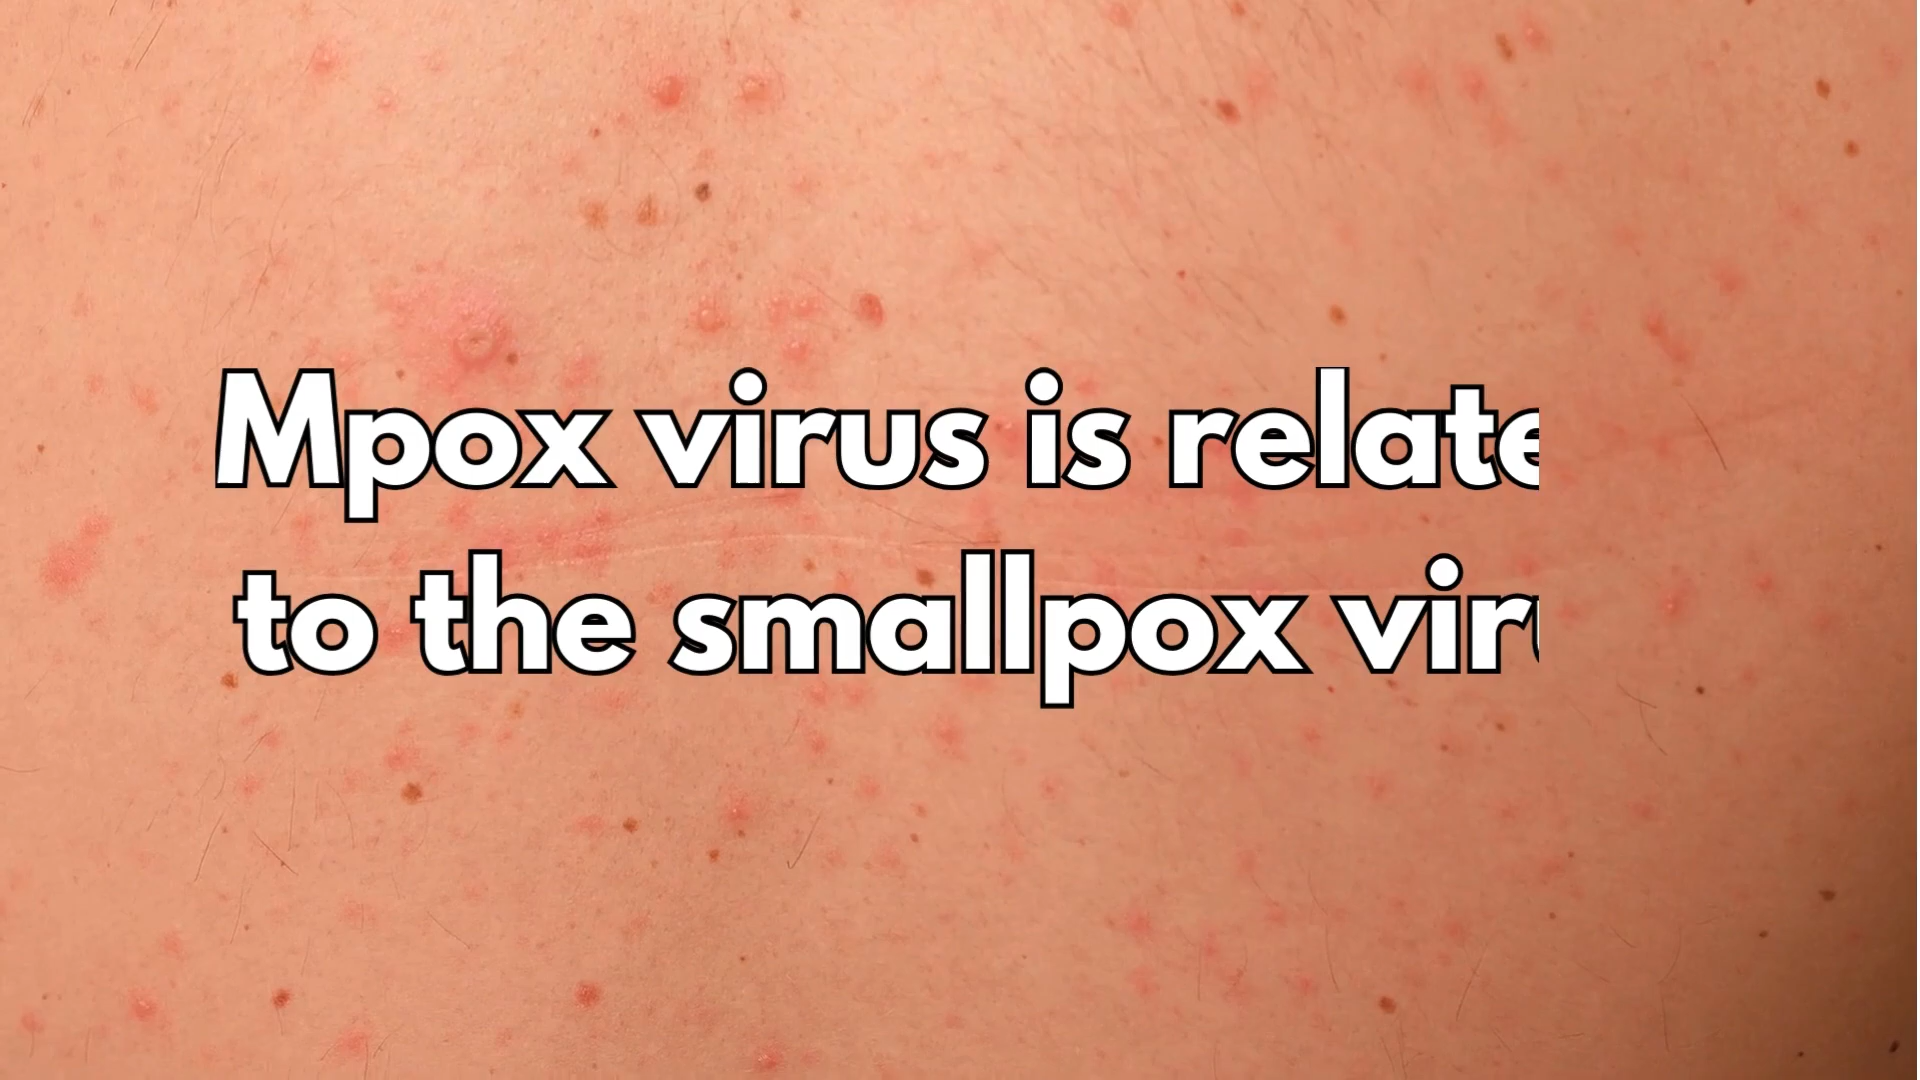 Mpox virus is relate
to the smallpox vir